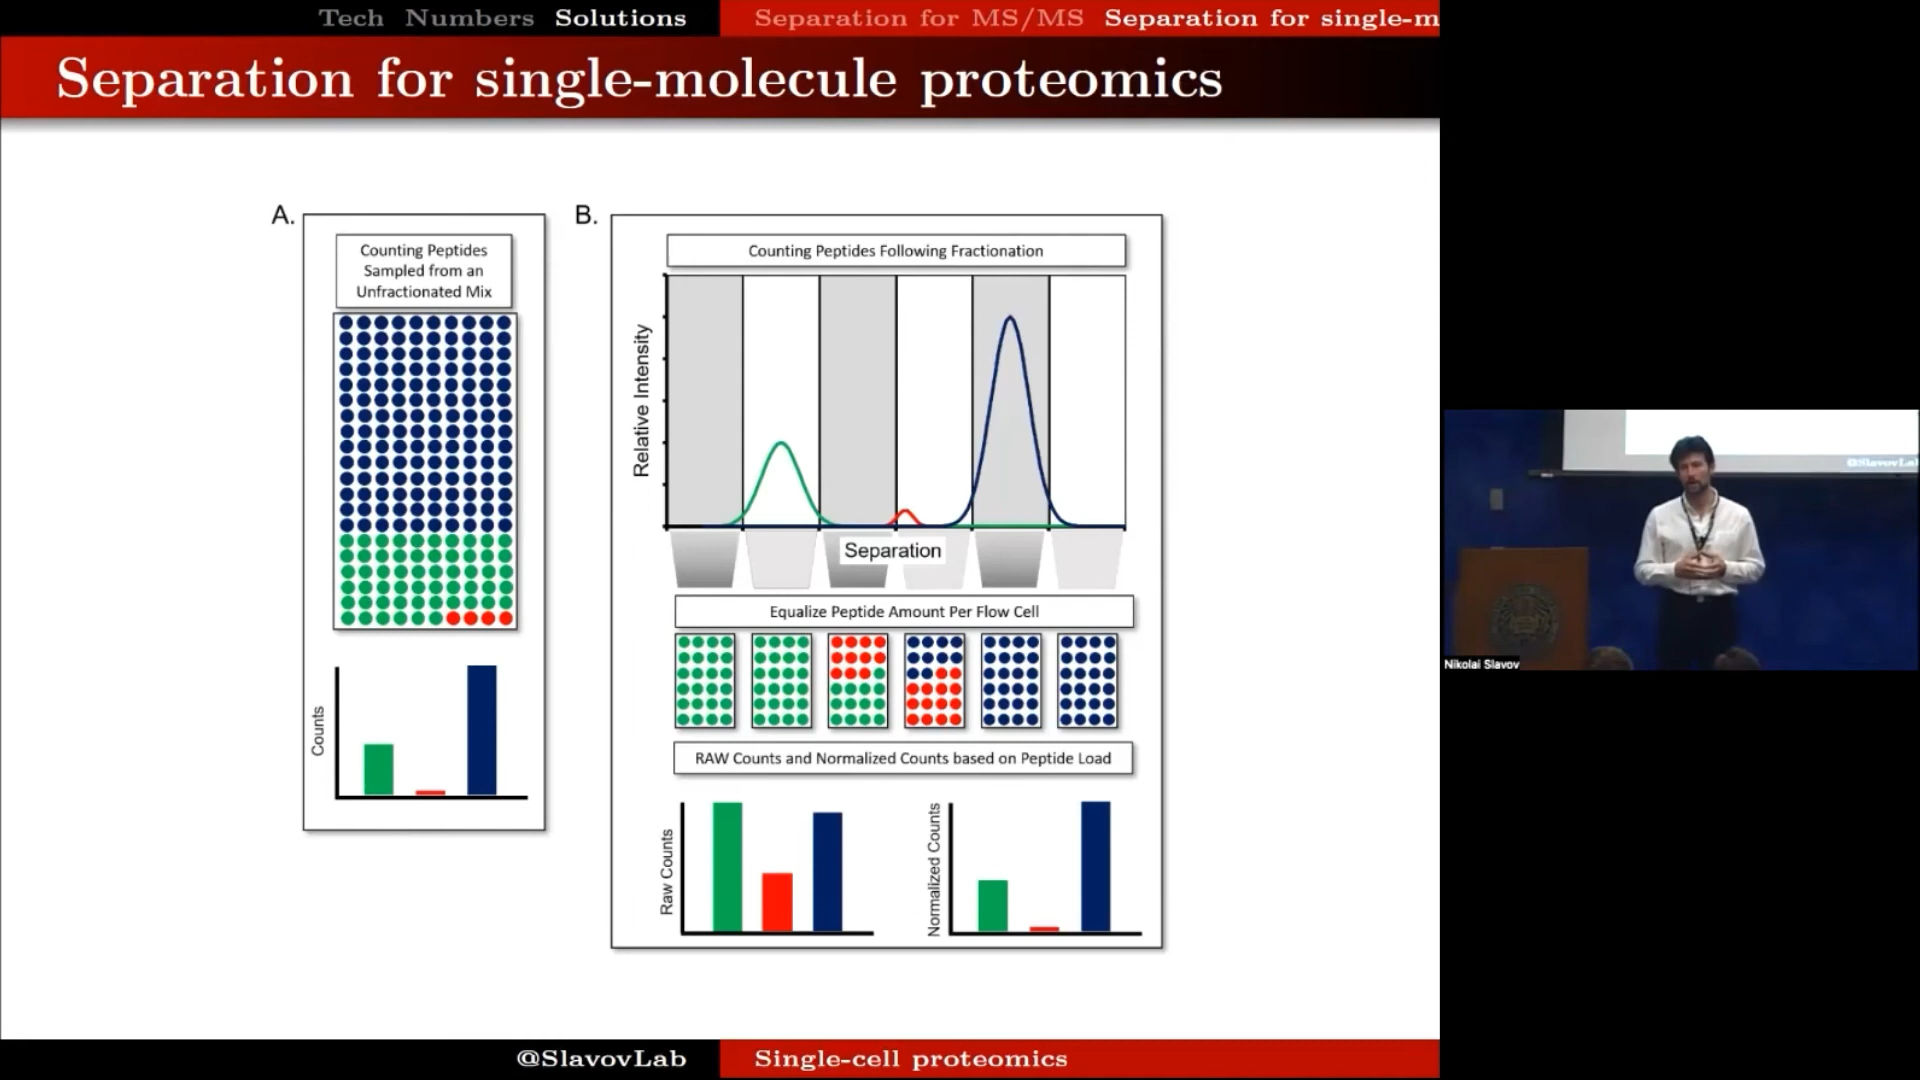 Tech Numbers Solutions
Separation for MS/MS Separation for single-m
Separation for single-molecule proteomics
A.
Counting Peptides
Sampled from an
Unfractionated Mix
Counts
B.
Counting Peptides Following Fractionation
Relative Intensity
Separation
Equalize Peptide Amount Per Flow Cell
RAW Counts and Normalized Counts based on Peptide Load
Raw Counts
Normalized Counts
@SlavovLab
Single-cell proteomics
@SlavovLa
Nikolai Slavov